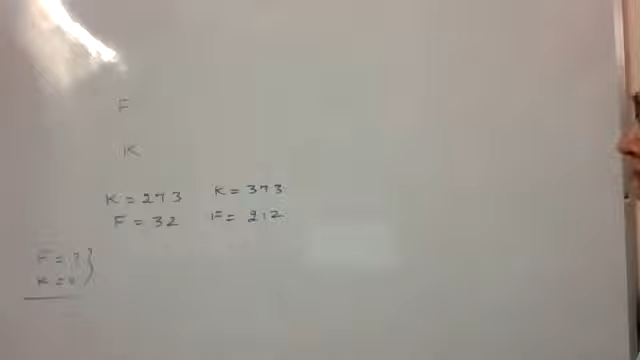 F
K
K = 273 K = 373
F = 32 F = 212
F = ?
K =